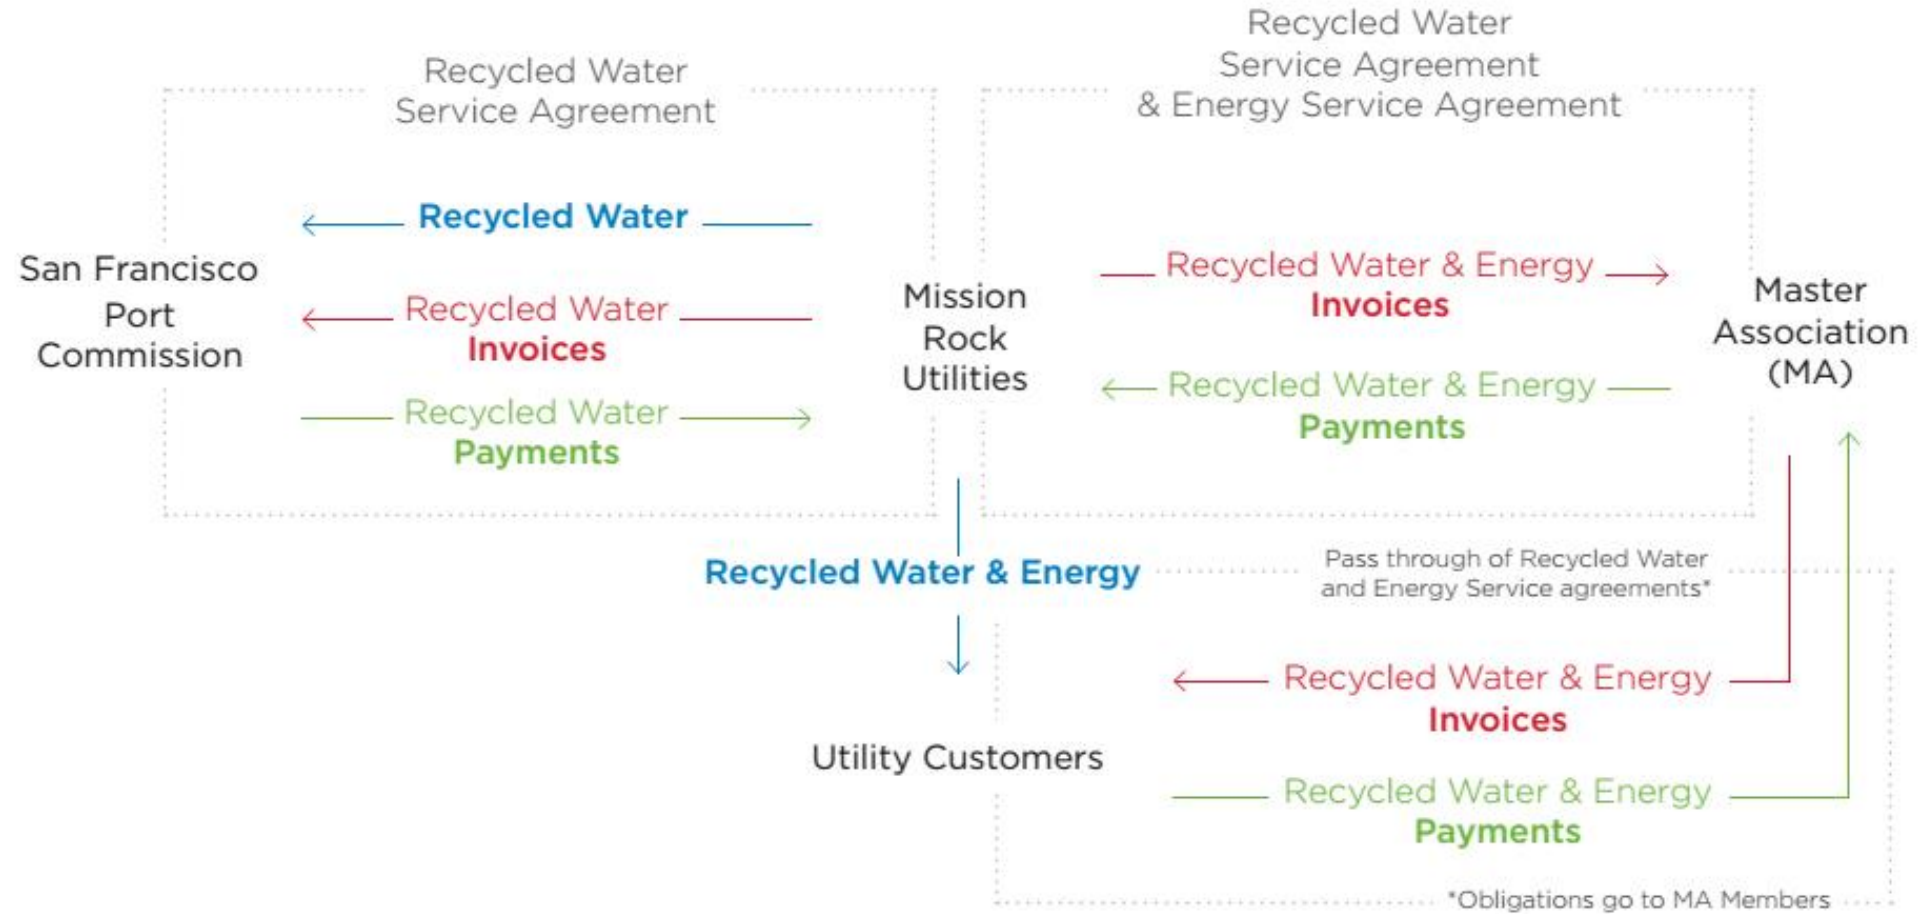 Recycled Water
Service Agreement
Recycled Water
Service Agreement
& Energy Service Agreement
San Francisco
Port
Commission
Recycled Water
Recycled Water
Invoices
Recycled Water
Payments
Mission
Rock
Utilities
Recycled Water & Energy
Invoices
Recycled Water & Energy
Payments
Master
Association
(MA)
Recycled Water & Energy
Pass through of Recycled Water
and Energy Service agreements*
Utility Customers
Recycled Water & Energy
Invoices
Recycled Water & Energy
Payments
*Obligations go to MA Members